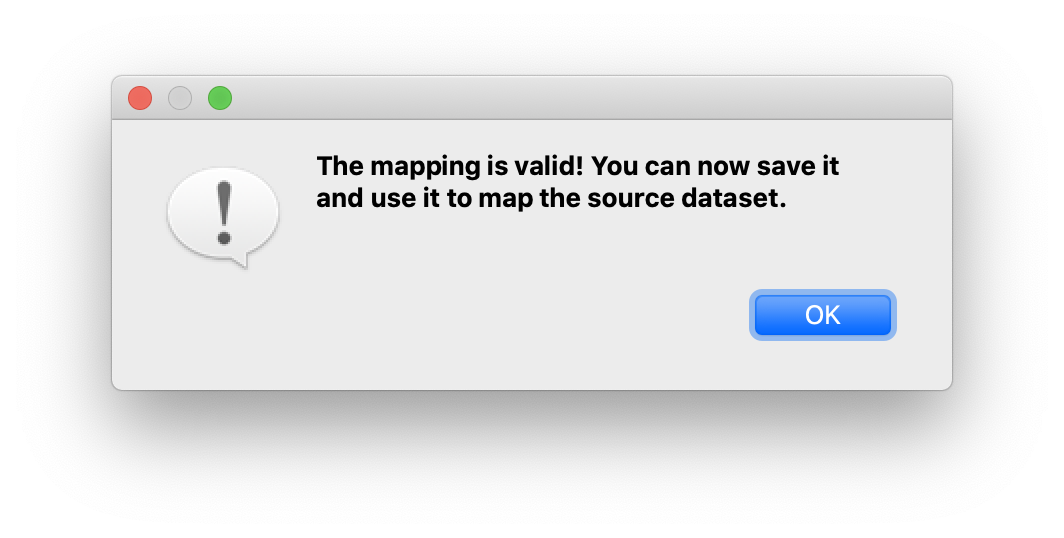 The mapping is valid! You can now save it
and use it to map the source dataset.
OK